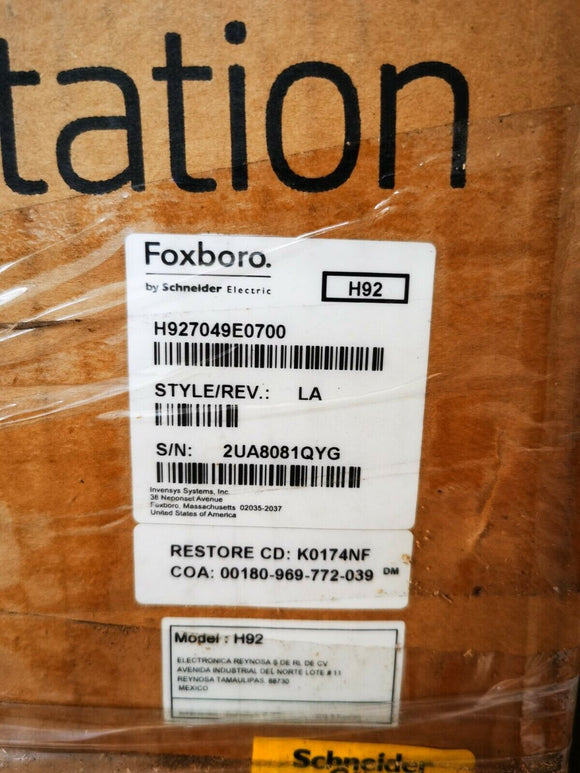 tation
Foxboro.
by Schneider Electric
H92
H927049E0700
STYLE/REV.: LA
S/N: 2UA8081QYG
Invensys Systems, Inc.
38 Neponset Avenue
Foxboro, Massachusetts 02035-2037
United States of America
RESTORE CD: K0174NF
COA: 00180-969-772-039 DM
Model : H92
ELECTRONICA REYNOSA S DE RL DE CV
AVENIDA INDUSTRIAL DEL NORTE LOTE # 11
REYNOSA TAMAULIPAS, 88730
MEXICO
Schneider